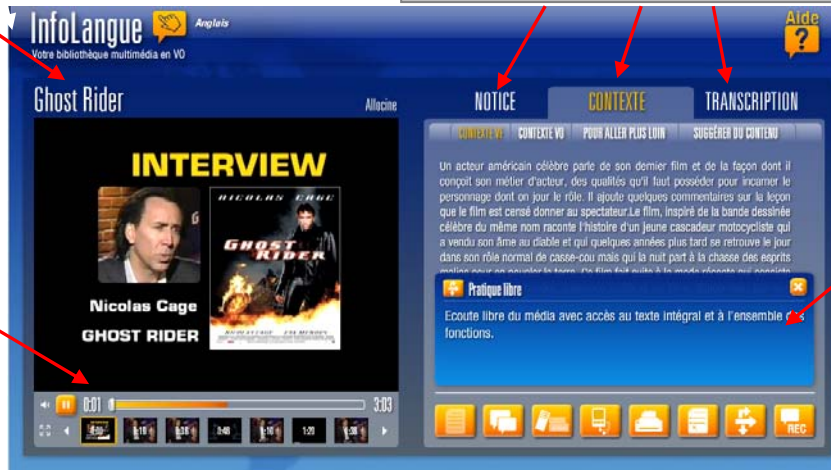 InfoLangue
Anglais
Votre bibliothèque multimédia en VO
Aide
?
Ghost Rider
Allocine
NOTICE
CONTEXTE
TRANSCRIPTION
CONTEXTE VF
CONTEXTE VO
POUR ALLER PLUS LOIN
SUGGÉRER DU CONTENU
INTERVIEW
NICOLAS CAGE
GHOST RIDER
Nicolas Cage
GHOST RIDER
Un acteur américain célèbre parle de son dernier film et de la façon dont il
conçoit son métier d'acteur, des qualités qu'il faut posséder pour incarner le
personnage dont on joue le rôle. Il ajoute quelques commentaires sur la leçon
que le film est censé donner au spectateur.Le film, inspiré de la bande dessinée
célèbre du même nom raconte l'histoire d'un jeune cascadeur motocycliste qui
a vendu son âme au diable et qui quelques années plus tard se retrouve le jour
dans son rôle normal de casse-cou mais qui la nuit part à la chasse des esprits
Pratique libre
Ecoute libre du média avec accès au texte intégral et à l'ensemble des
fonctions.
0:01
3:03
0:48
1:20
REC